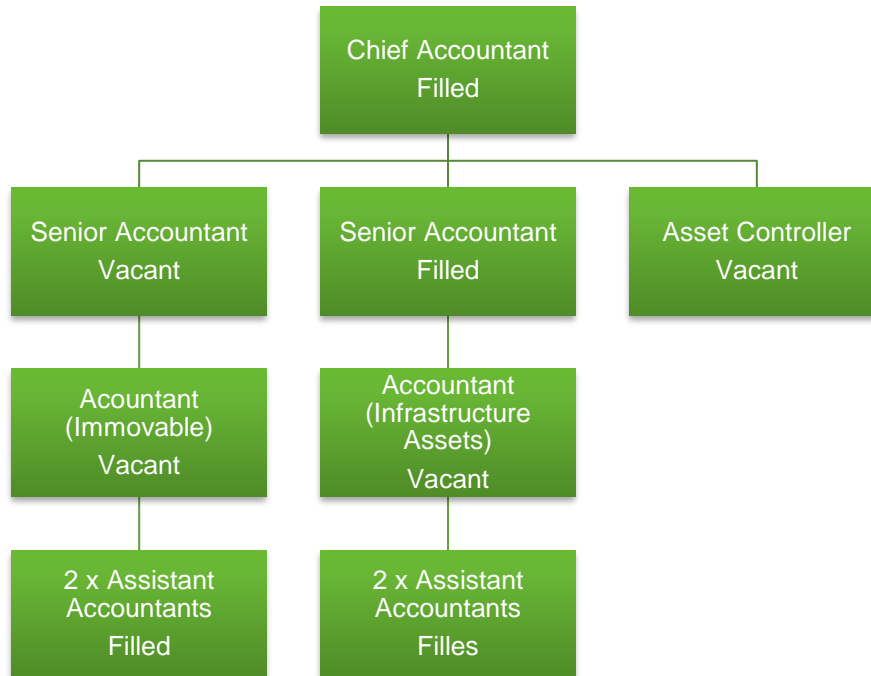 Chief Accountant
Filled
Senior Accountant
Vacant
Senior Accountant
Filled
Asset Controller
Vacant
Acountant
(Immovable)
Vacant
Accountant
(Infrastructure
Assets)
Vacant
2 x Assistant
Accountants
Filled
2 x Assistant
Accountants
Filles